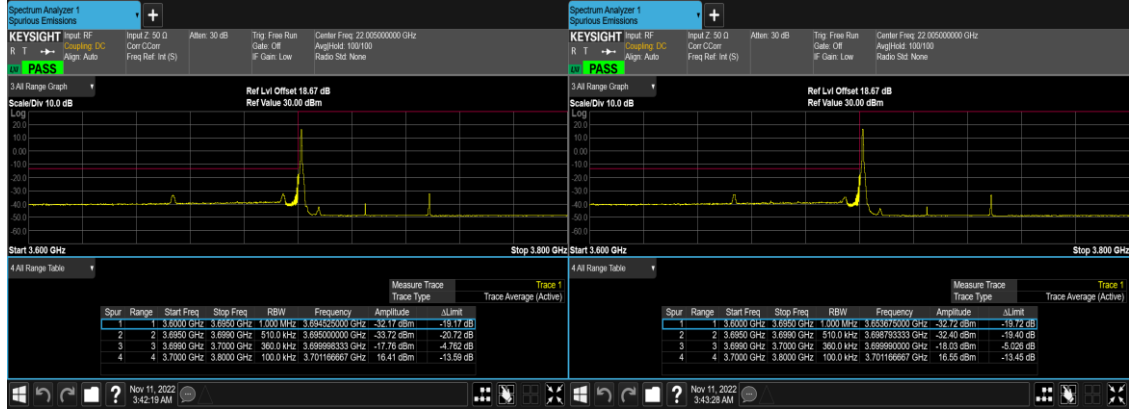 Spectrum Analyzer 1
Spurious Emissions
+
KEYSIGHT Input: RF
R T Coupling: DC
Align: Auto
Input Z: 50 Ω
Corr CCorr
Freq Ref: Int (S)
Atten: 30 dB
Trig: Free Run
Gate: Off
IF Gain: Low
Center Freq: 22.005000000 GHz
Avg|Hold: 100/100
Radio Std: None
PASS
3 All Range Graph
Ref Lvl Offset 18.67 dB
Scale/Div 10.0 dB
Ref Value 30.00 dBm
Log
20.0
10.0
0.00
-10.0
-20.0
-30.0
-40.0
-50.0
-60.0
Start 3.600 GHz
Stop 3.800 GHz
4 All Range Table
Measure Trace Trace 1
Trace Type Trace Average (Active)
Spur Range Start Freq Stop Freq RBW Frequency Amplitude ΔLimit
1 1 3.6000 GHz 3.6950 GHz 1.000 MHz 3.694525000 GHz -32.17 dBm -19.17 dB
2 2 3.6950 GHz 3.6990 GHz 510.0 kHz 3.695000000 GHz -33.72 dBm -20.72 dB
3 3 3.6990 GHz 3.7000 GHz 360.0 kHz 3.699998333 GHz -17.76 dBm -4.762 dB
4 4 3.7000 GHz 3.8000 GHz 100.0 kHz 3.701166667 GHz 16.41 dBm -13.59 dB
?
Nov 11, 2022
3:42:19 AM
Spectrum Analyzer 1
Spurious Emissions
+
KEYSIGHT Input: RF
R T Coupling: DC
Align: Auto
Input Z: 50 Ω
Corr CCorr
Freq Ref: Int (S)
Atten: 30 dB
Trig: Free Run
Gate: Off
IF Gain: Low
Center Freq: 22.005000000 GHz
Avg|Hold: 100/100
Radio Std: None
PASS
3 All Range Graph
Ref Lvl Offset 18.67 dB
Scale/Div 10.0 dB
Ref Value 30.00 dBm
Log
20.0
10.0
0.00
-10.0
-20.0
-30.0
-40.0
-50.0
-60.0
Start 3.600 GHz
Stop 3.800 GHz
4 All Range Table
Measure Trace Trace 1
Trace Type Trace Average (Active)
Spur Range Start Freq Stop Freq RBW Frequency Amplitude ΔLimit
1 1 3.6000 GHz 3.6950 GHz 1.000 MHz 3.653675000 GHz -32.72 dBm -19.72 dB
2 2 3.6950 GHz 3.6990 GHz 510.0 kHz 3.698793333 GHz -32.40 dBm -19.40 dB
3 3 3.6990 GHz 3.7000 GHz 360.0 kHz 3.699990000 GHz -18.03 dBm -5.026 dB
4 4 3.7000 GHz 3.8000 GHz 100.0 kHz 3.701166667 GHz 16.55 dBm -13.45 dB
?
Nov 11, 2022
3:43:28 AM